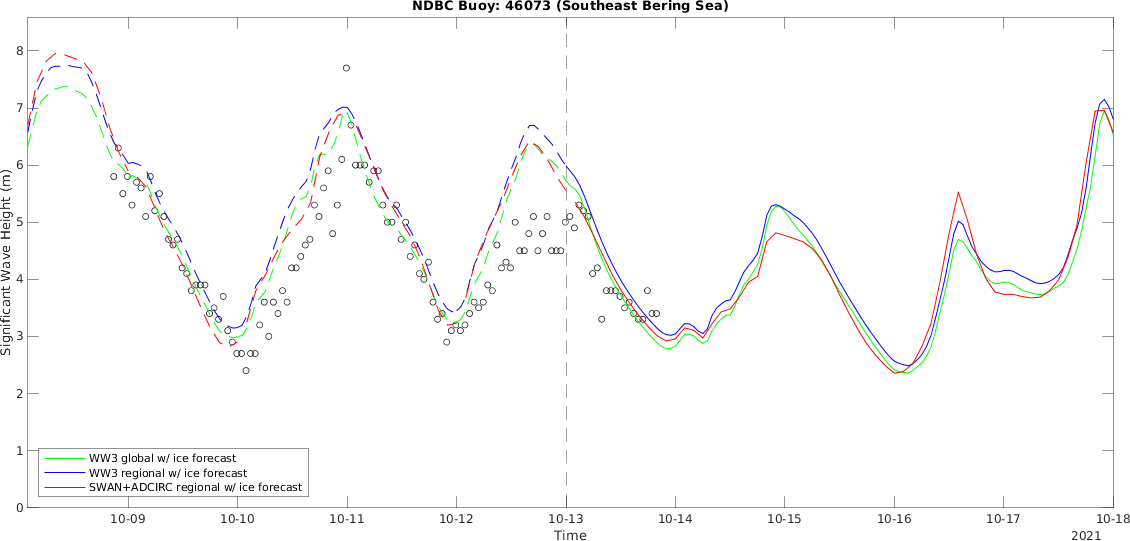 NDBC Buoy: 46073 (Southeast Bering Sea)
Significant Wave Height (m)
8
7
6
5
4
3
2
1
0
WW3 global w/ ice forecast
WW3 regional w/ ice forecast
SWAN+ADCIRC regional w/ ice forecast
10-09 10-10 10-11 10-12 10-13 10-14 10-15 10-16 10-17 10-18
Time
2021